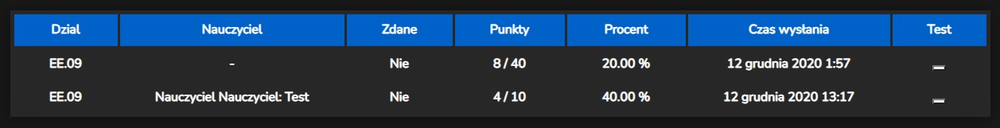 Dzial Nauczyciel Zdane Punkty Procent Czas wysłania Test
EE.09 - Nie 8 / 40 20.00 % 12 grudnia 2020 1:57
EE.09 Nauczyciel Nauczyciel: Test Nie 4 / 10 40.00 % 12 grudnia 2020 13:17